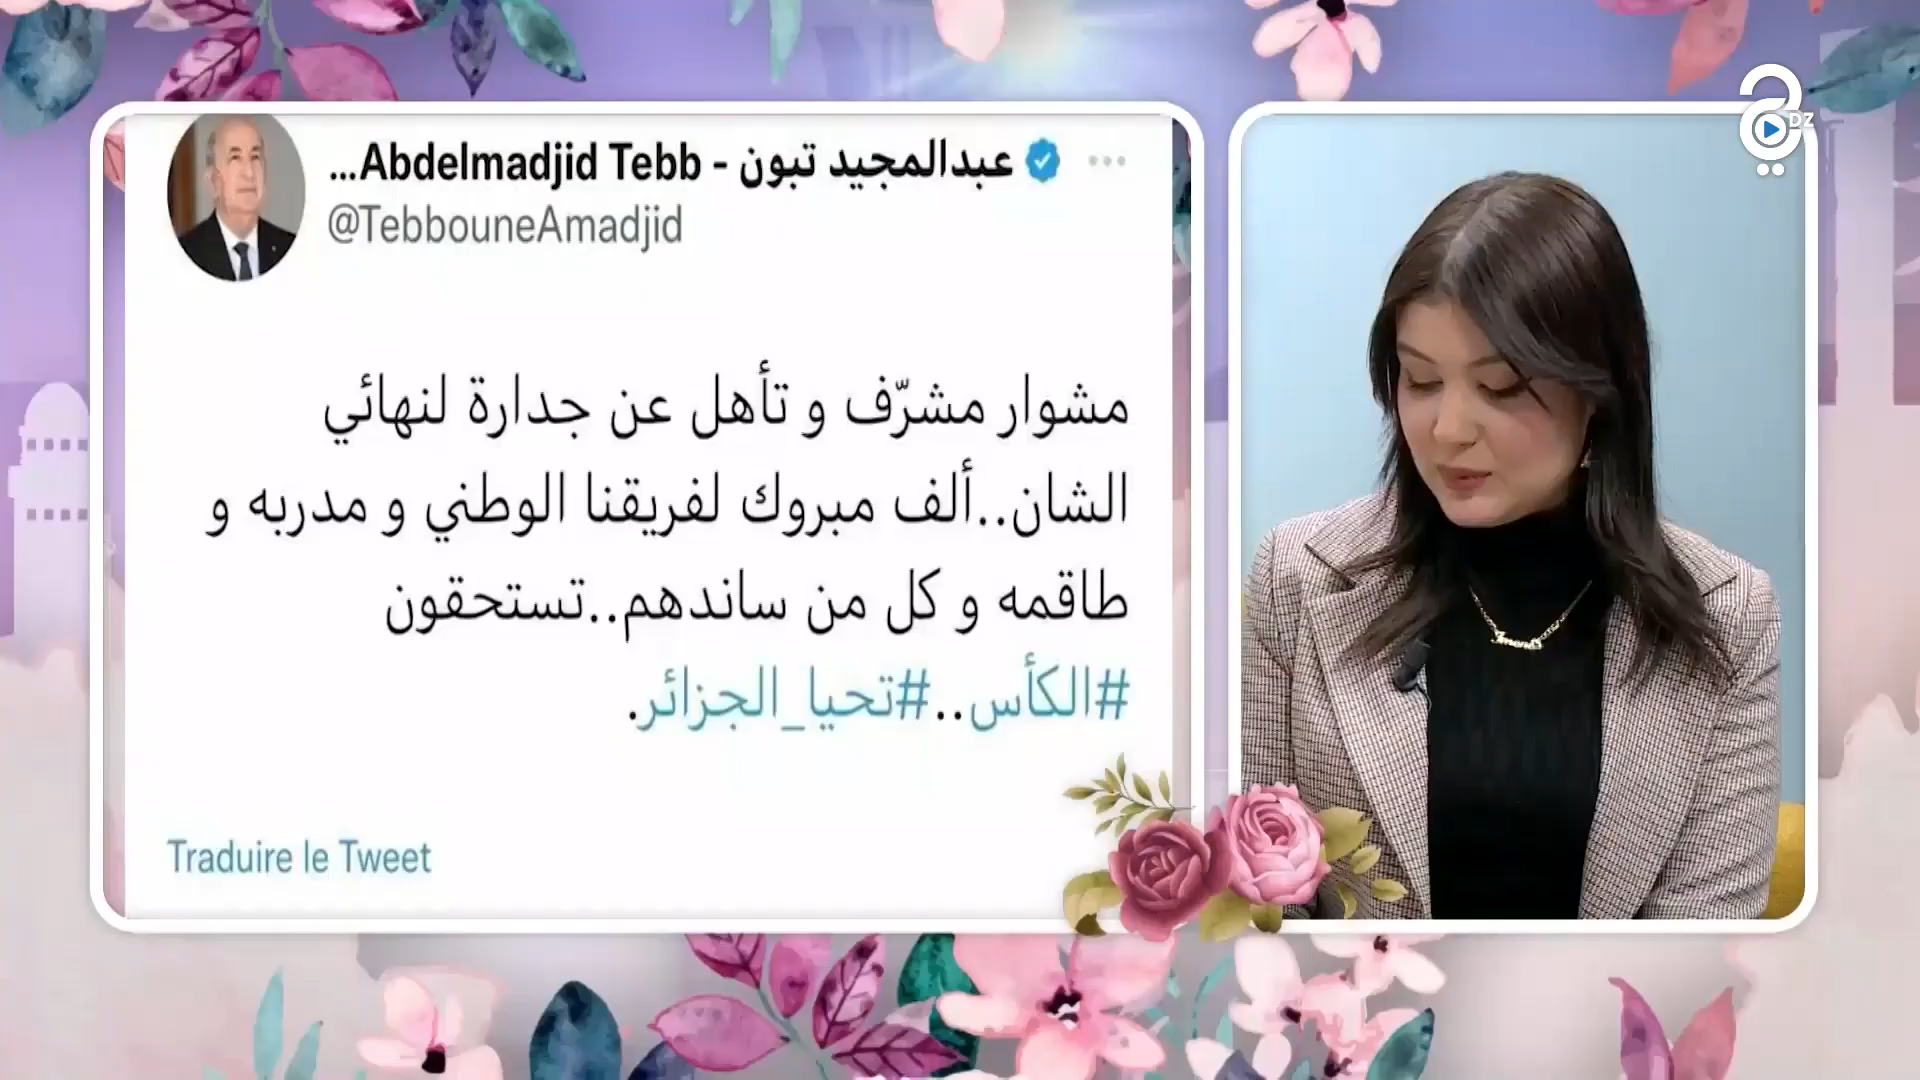 عبدالمجيد تبون - Abdelmadjid Tebb...
@TebbouneAmadjid
مشوار مشرّف و تأهل عن جدارة لنهائي
الشان..ألف مبروك لفريقنا الوطني و مدربه و
طاقمه و كل من ساندهم..تستحقون
#الكأس..#تحيا_الجزائر.
Traduire le Tweet
DZ